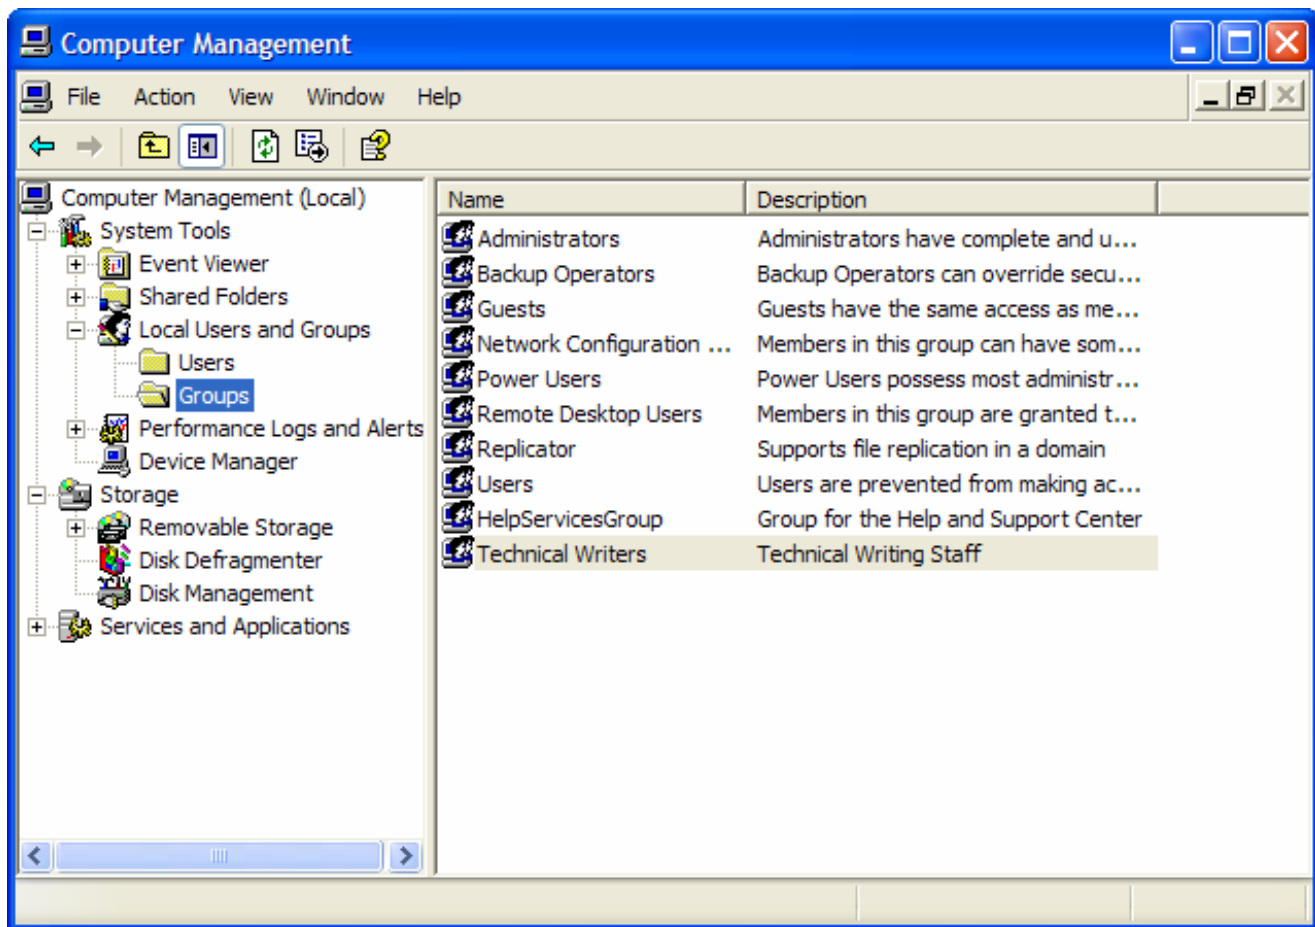 Computer Management
File Action View Window Help
Computer Management (Local)
System Tools
Event Viewer
Shared Folders
Local Users and Groups
Users
Groups
Performance Logs and Alerts
Device Manager
Storage
Removable Storage
Disk Defragmenter
Disk Management
Services and Applications
Name Description
Administrators Administrators have complete and u...
Backup Operators Backup Operators can override secu...
Guests Guests have the same access as me...
Network Configuration ... Members in this group can have som...
Power Users Power Users possess most administr...
Remote Desktop Users Members in this group are granted t...
Replicator Supports file replication in a domain
Users Users are prevented from making ac...
HelpServicesGroup Group for the Help and Support Center
Technical Writers Technical Writing Staff